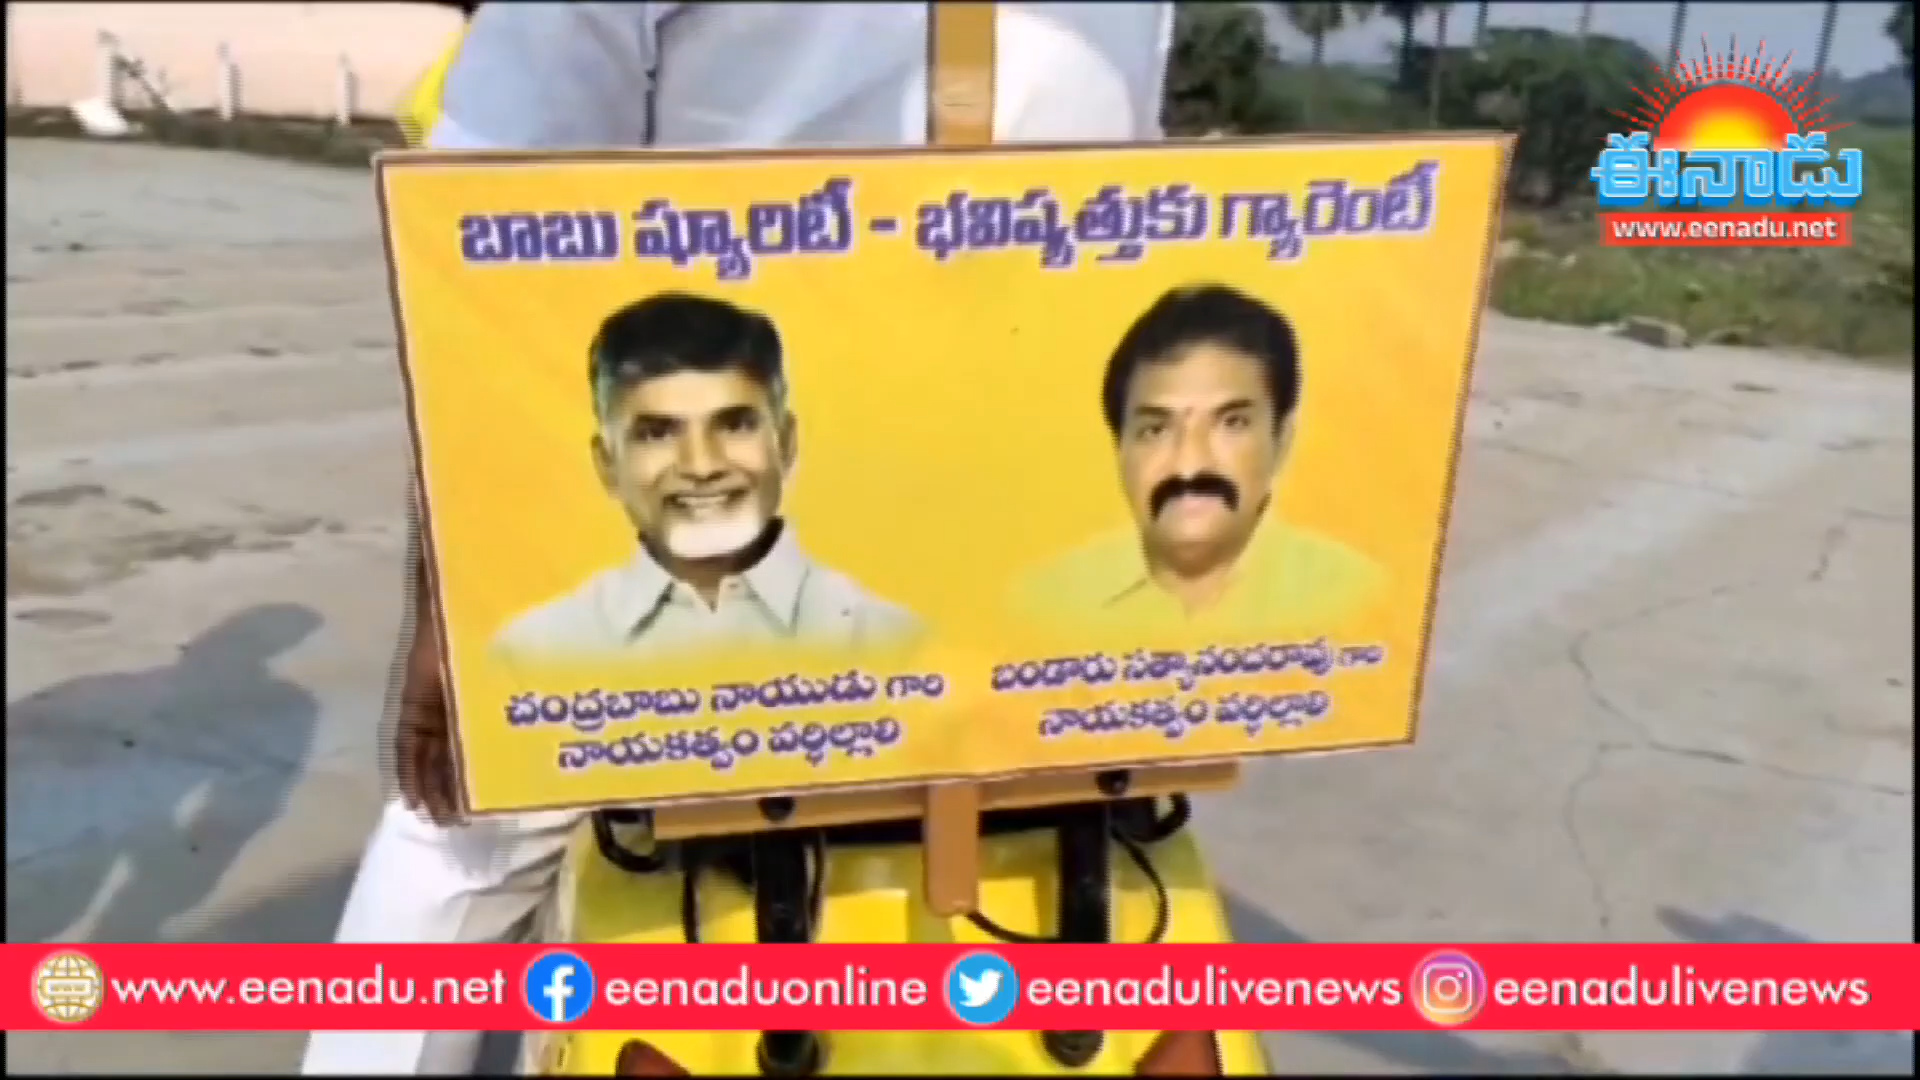 ఈనాడు
www.eenadu.net
బాబు ష్యూరిటీ - భవిష్యత్తుకు గ్యారెంటీ
చంద్రబాబు నాయుడు గారి
నాయకత్వం వర్ధిల్లాలి
బండారు సత్యానందరావు గారి
నాయకత్వం వర్ధిల్లాలి
www.eenadu.net
eenaduonline
eenadulivenews
eenadulivenews